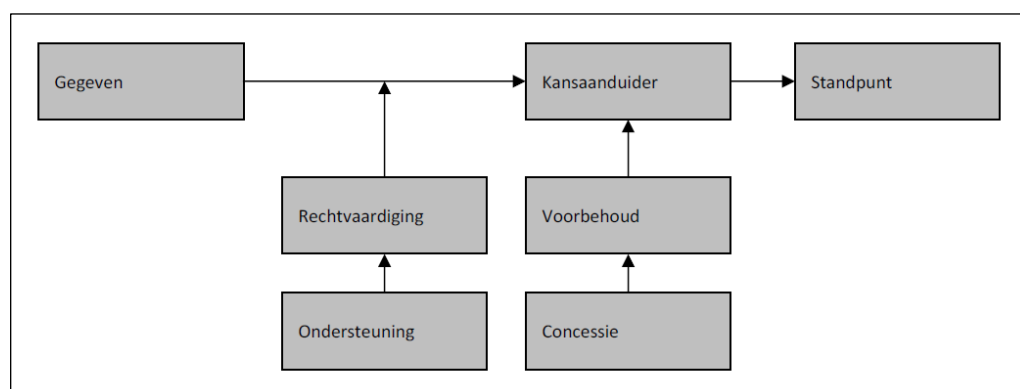 Gegeven
Kansaanduider
Standpunt
Rechtvaardiging
Voorbehoud
Ondersteuning
Concessie